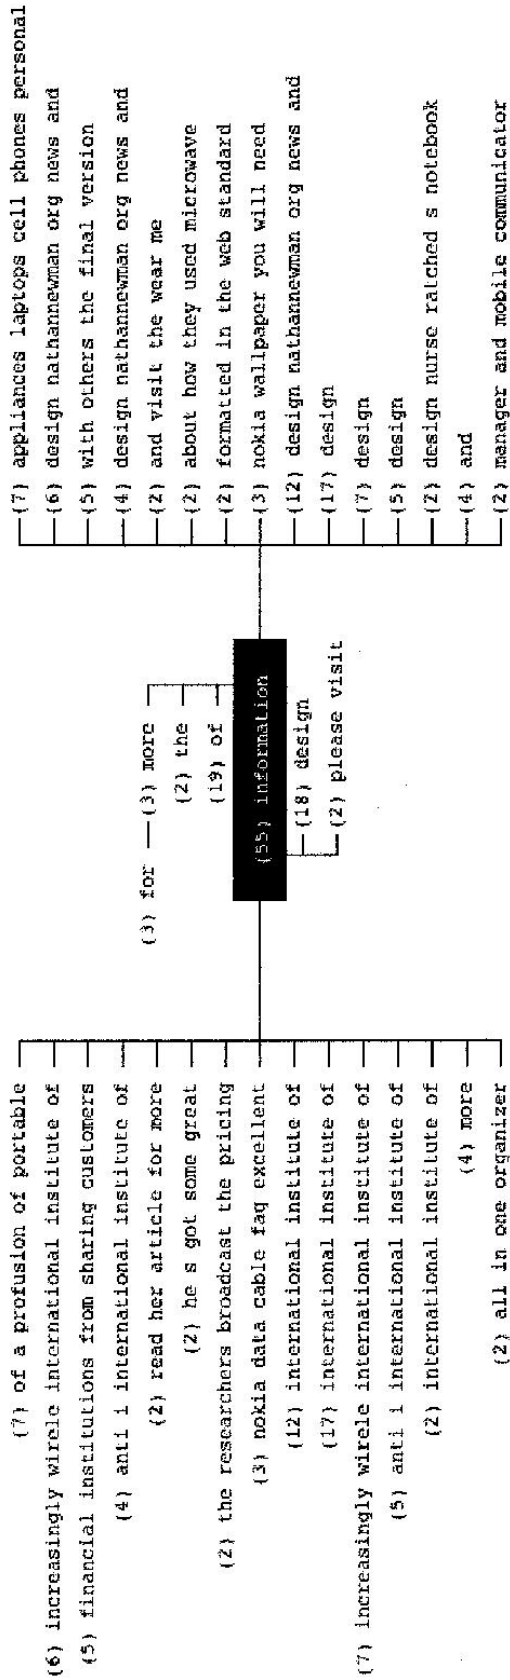 (7) of a profusion of portable
(6) increasingly wirele international institute of
(5) financial institutions from sharing customers
(4) anti i international institute of
(2) read her article for more
(2) he s got some great
(2) the researchers broadcast the pricing
(3) nokia data cable faq excellent
(12) international institute of
(17) international institute of
(7) increasingly wirele international institute of
(5) anti i international institute of
(2) international institute of
(4) more
(2) all in one organizer
(3) for
(3) more
(2) the
(19) of
(55) information
(18) design
(2) please visit
(7) appliances laptops cell phones personal
(6) design nathannewman org news and
(5) with others the final version
(4) design nathannewman org news and
(2) and visit the wear me
(2) about how they used microwave
(2) formatted in the web standard
(3) nokia wallpaper you will need
(12) design nathannewman org news and
(17) design
(7) design
(5) design
(2) design nurse ratched s notebook
(4) and
(2) manager and mobile communicator